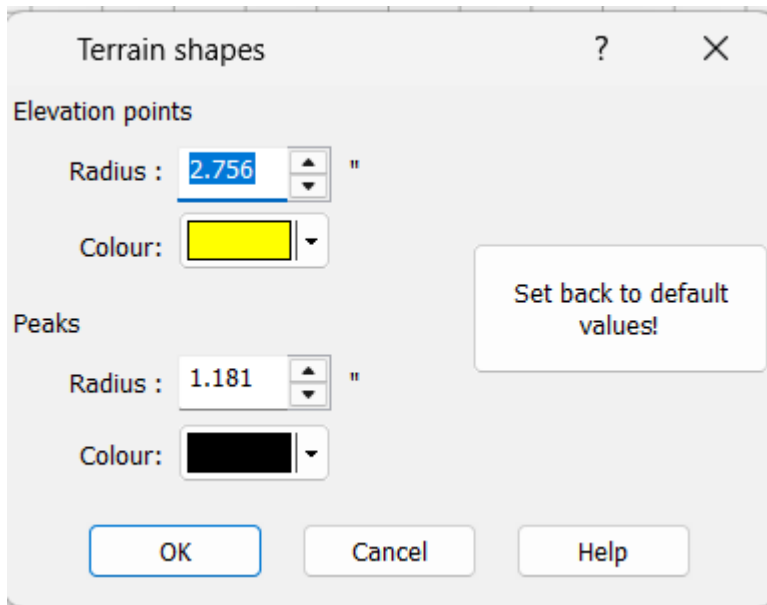 Terrain shapes ?
Elevation points
Radius : 2.756 "
Colour:
Set back to default
values!
Peaks
Radius : 1.181 "
Colour:
OK Cancel Help